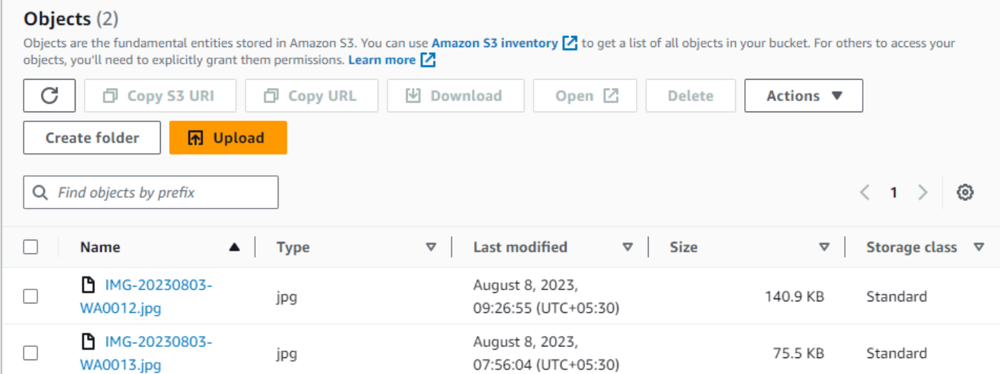 Objects (2)
Objects are the fundamental entities stored in Amazon S3. You can use Amazon S3 inventory to get a list of all objects in your bucket. For others to access your
objects, you'll need to explicitly grant them permissions. Learn more
Copy S3 URI Copy URL Download Open Delete Actions
Create folder Upload
Find objects by prefix 1
Name Type Last modified Size Storage class
IMG-20230803-
WA0012.jpg jpg August 8, 2023,
09:26:55 (UTC+05:30) 140.9 KB Standard
IMG-20230803-
WA0013.jpg jpg August 8, 2023,
07:56:04 (UTC+05:30) 75.5 KB Standard